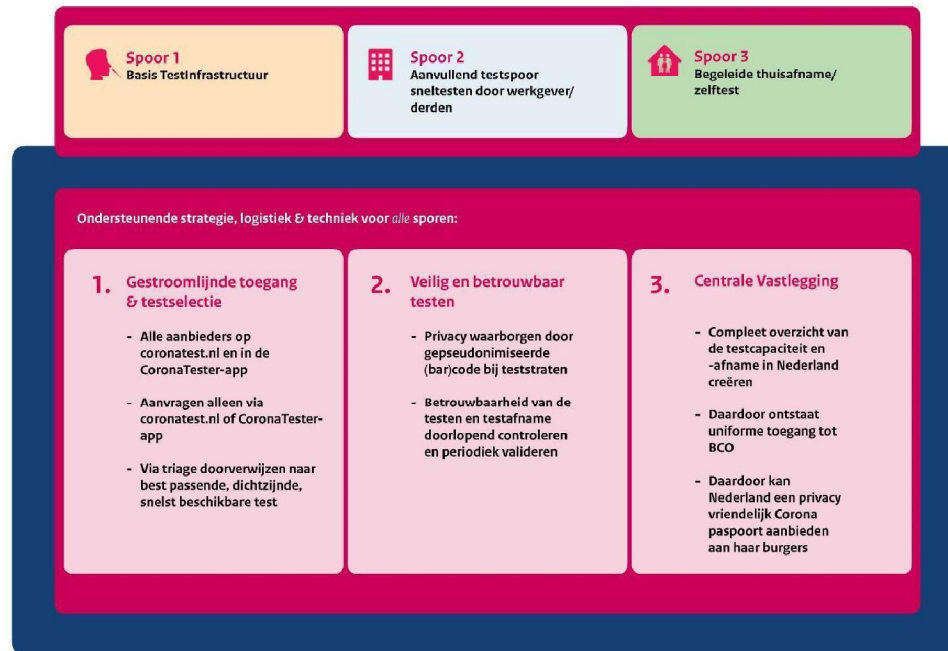 Spoor 1
Basis TestInfrastructuur
Spoor 2
Aanvullend testspoor
sneltesten door werkgever/
derden
Spoor 3
Begeleide thuisafname/
zelftest
Ondersteunende strategie, logistiek & techniek voor alle sporen:
1. Gestroomlijnde toegang
& testselectie
- Alle aanbieders op
coronatest.nl en in de
CoronaTester-app
- Aanvragen alleen via
coronatest.nl of CoronaTester-
app
- Via triage doorverwijzen naar
best passende, dichtzijnde,
snelst beschikbare test
2. Veilig en betrouwbaar
testen
- Privacy waarborgen door
gepseudonimiseerde
(bar)code bij teststraten
- Betrouwbaarheid van de
testen en testafname
doorlopend controleren
en periodiek valideren
3. Centrale Vastlegging
- Compleet overzicht van
de testcapaciteit en
-afname in Nederland
creëren
- Daardoor ontstaat
uniforme toegang tot
BCO
- Daardoor kan
Nederland een privacy
vriendelijk Corona
paspoort aanbieden
aan haar burgers